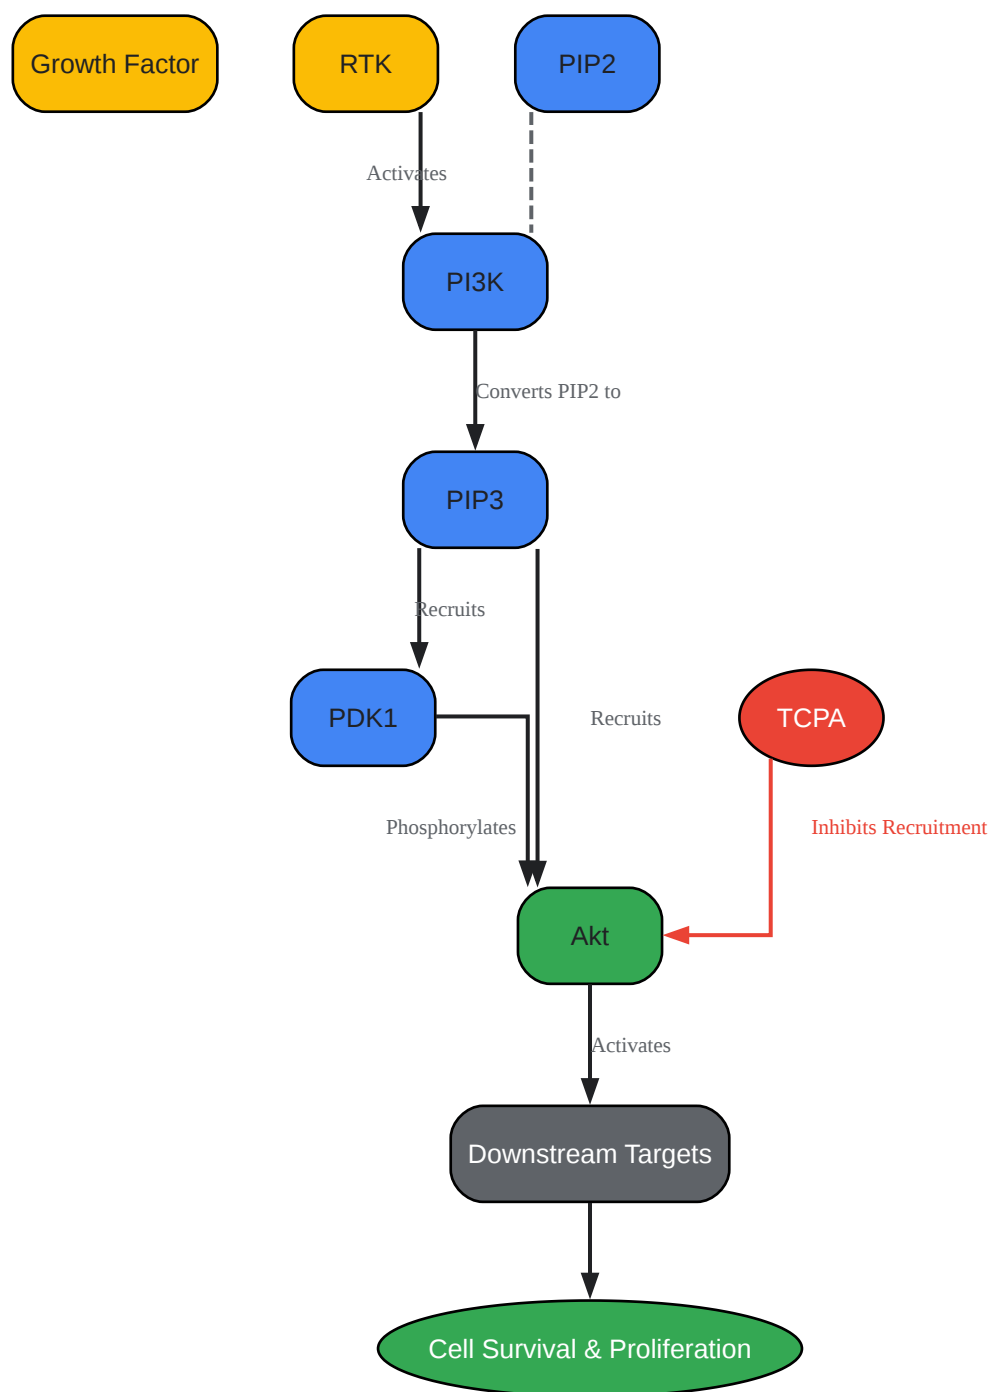 Growth Factor
RTK
PIP2
Activates
PI3K
Converts PIP2 to
PIP3
Recruits
PDK1
Recruits
TCPA
Phosphorylates
Inhibits Recruitment
Akt
Activates
Downstream Targets
Cell Survival & Proliferation